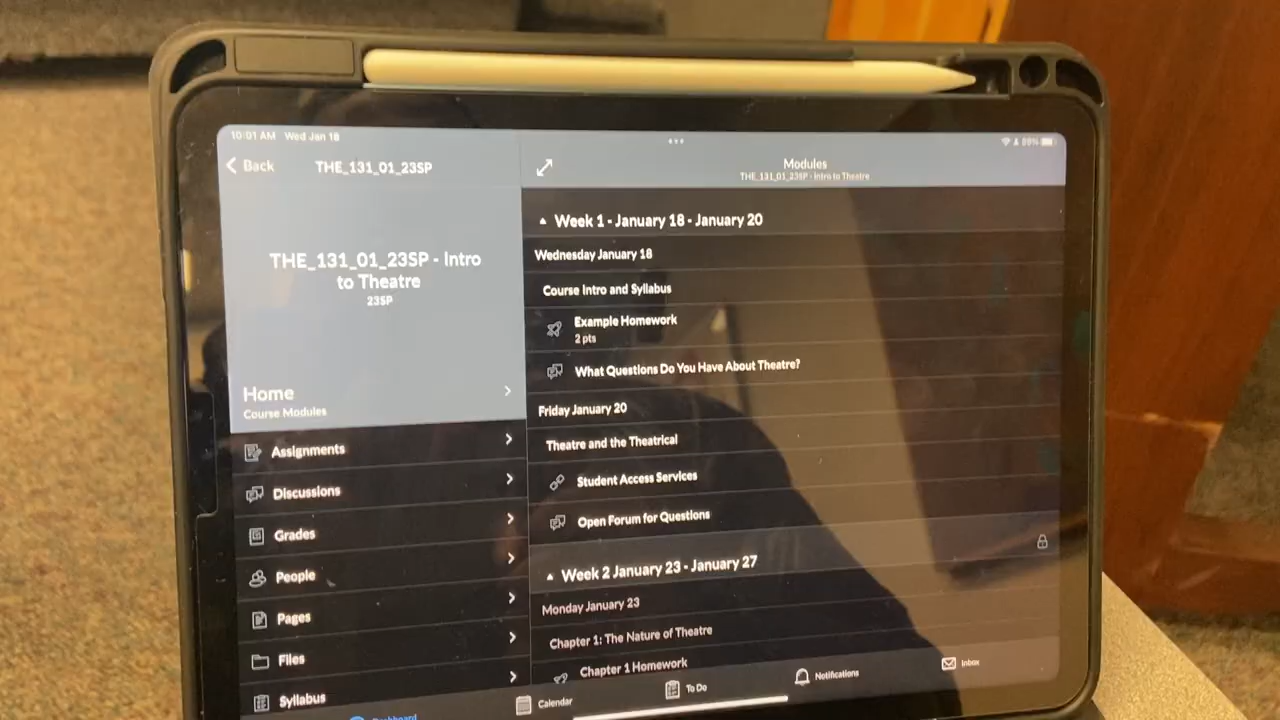 10:01 AM Wed Jan 18
89%
Back
THE_131_01_23SP
THE_131_01_23SP - Intro
to Theatre
23SP
Home
Course Modules
Assignments
Discussions
Grades
People
Pages
Files
Syllabus
Modules
THE_131_01_23SP - Intro to Theatre
Week 1 - January 18 - January 20
Wednesday January 18
Course Intro and Syllabus
Example Homework
2 pts
What Questions Do You Have About Theatre?
Friday January 20
Theatre and the Theatrical
Student Access Services
Open Forum for Questions
Week 2 January 23 - January 27
Monday January 23
Chapter 1: The Nature of Theatre
Chapter 1 Homework
Dashboard
Calendar
To Do
Notifications
Inbox